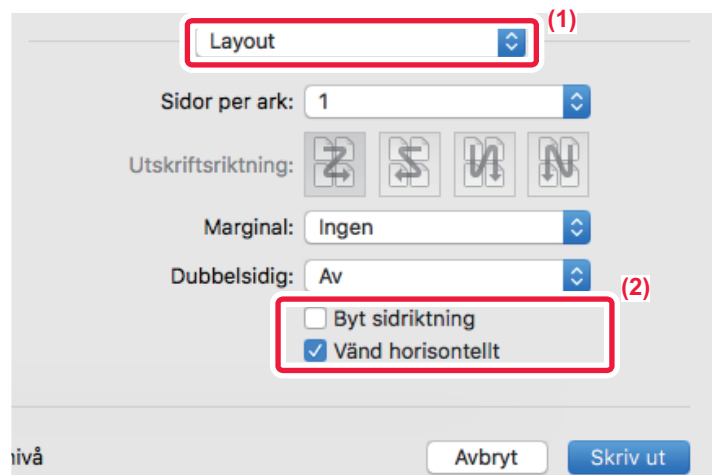 (1)
Layout
Sidor per ark: 1
Utskriftsriktning:
Marginal: Ingen
Dubbelsidig: Av
(2)
Byt sidriktning
Vänd horisontellt
ivå Avbryt Skriv ut